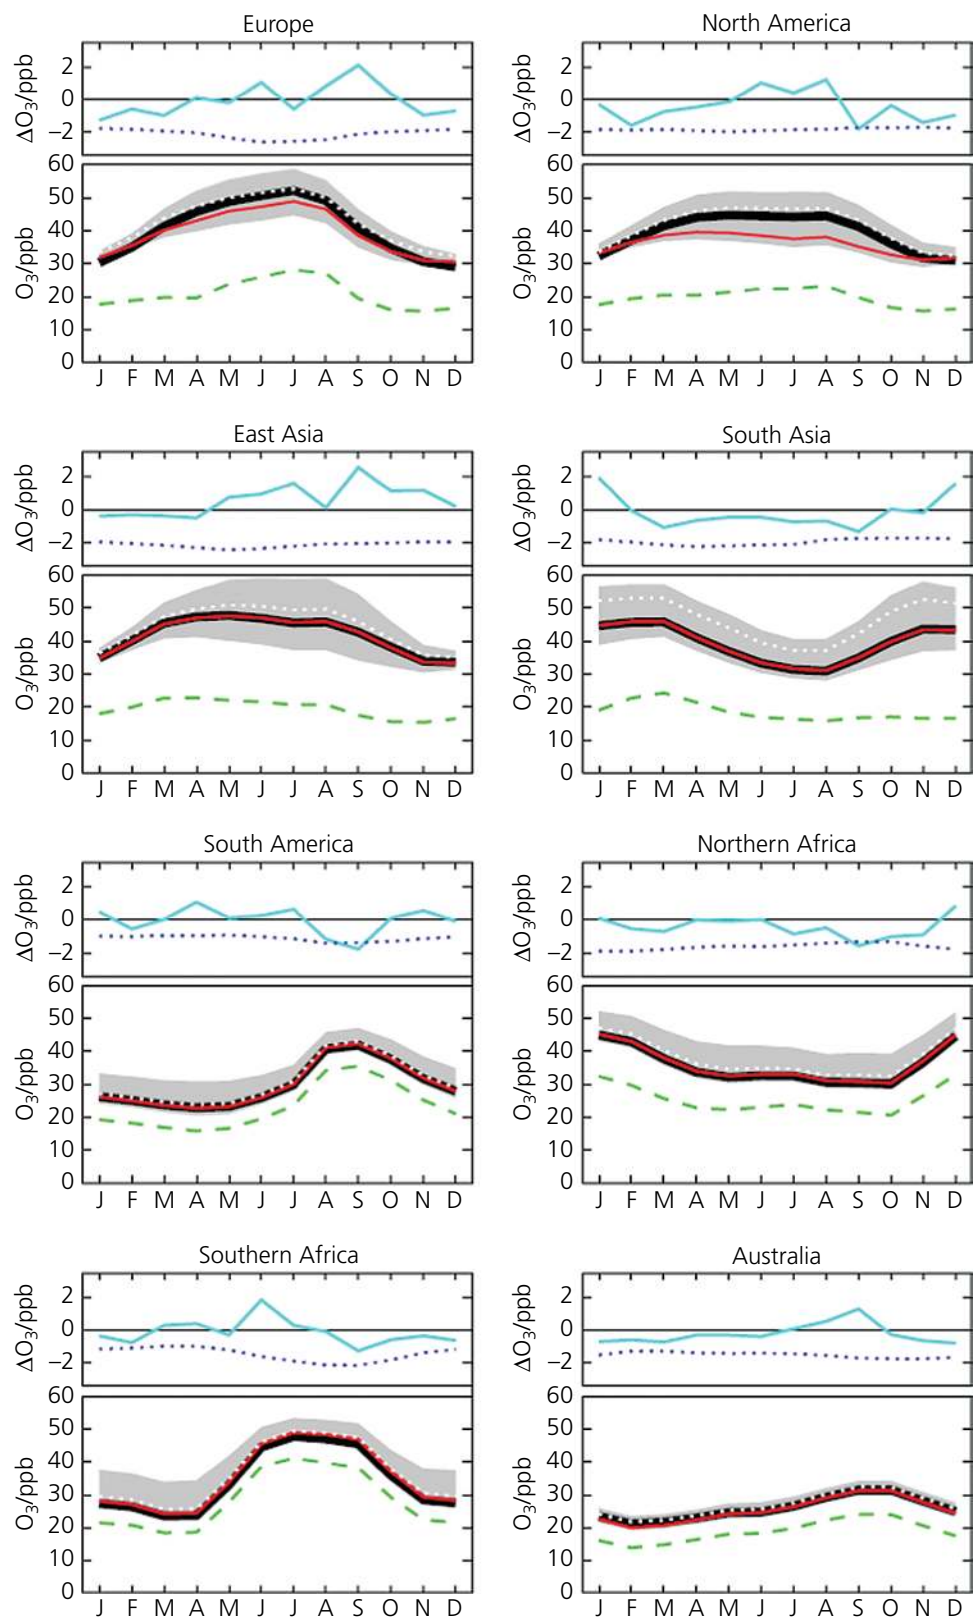 Europe
ΔO₃/ppb
2
0
−2
O₃/ppb
60
50
40
30
20
10
0
J F M A M J J A S O N D
North America
ΔO₃/ppb
2
0
−2
O₃/ppb
60
50
40
30
20
10
0
J F M A M J J A S O N D
East Asia
ΔO₃/ppb
2
0
−2
O₃/ppb
60
50
40
30
20
10
0
J F M A M J J A S O N D
South Asia
ΔO₃/ppb
2
0
−2
O₃/ppb
60
50
40
30
20
10
0
J F M A M J J A S O N D
South America
ΔO₃/ppb
2
0
−2
O₃/ppb
60
50
40
30
20
10
0
J F M A M J J A S O N D
Northern Africa
ΔO₃/ppb
2
0
−2
O₃/ppb
60
50
40
30
20
10
0
J F M A M J J A S O N D
Southern Africa
ΔO₃/ppb
2
0
−2
O₃/ppb
60
50
40
30
20
10
0
J F M A M J J A S O N D
Australia
ΔO₃/ppb
2
0
−2
O₃/ppb
60
50
40
30
20
10
0
J F M A M J J A S O N D